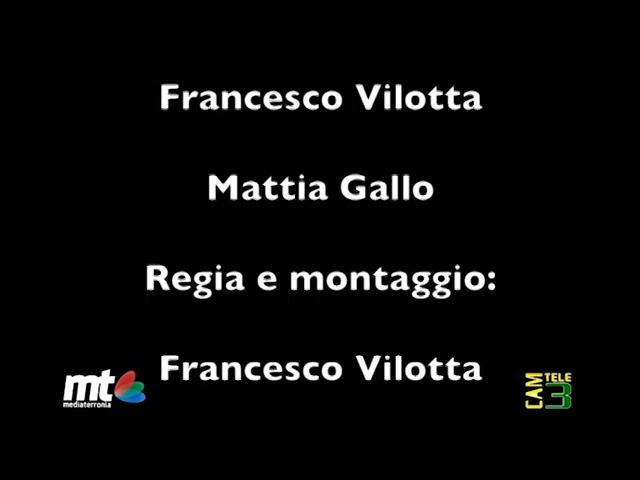 Francesco Vilotta
Mattia Gallo
Regia e montaggio:
Francesco Vilotta
mt
mediaterronia
CAM
TELE
3